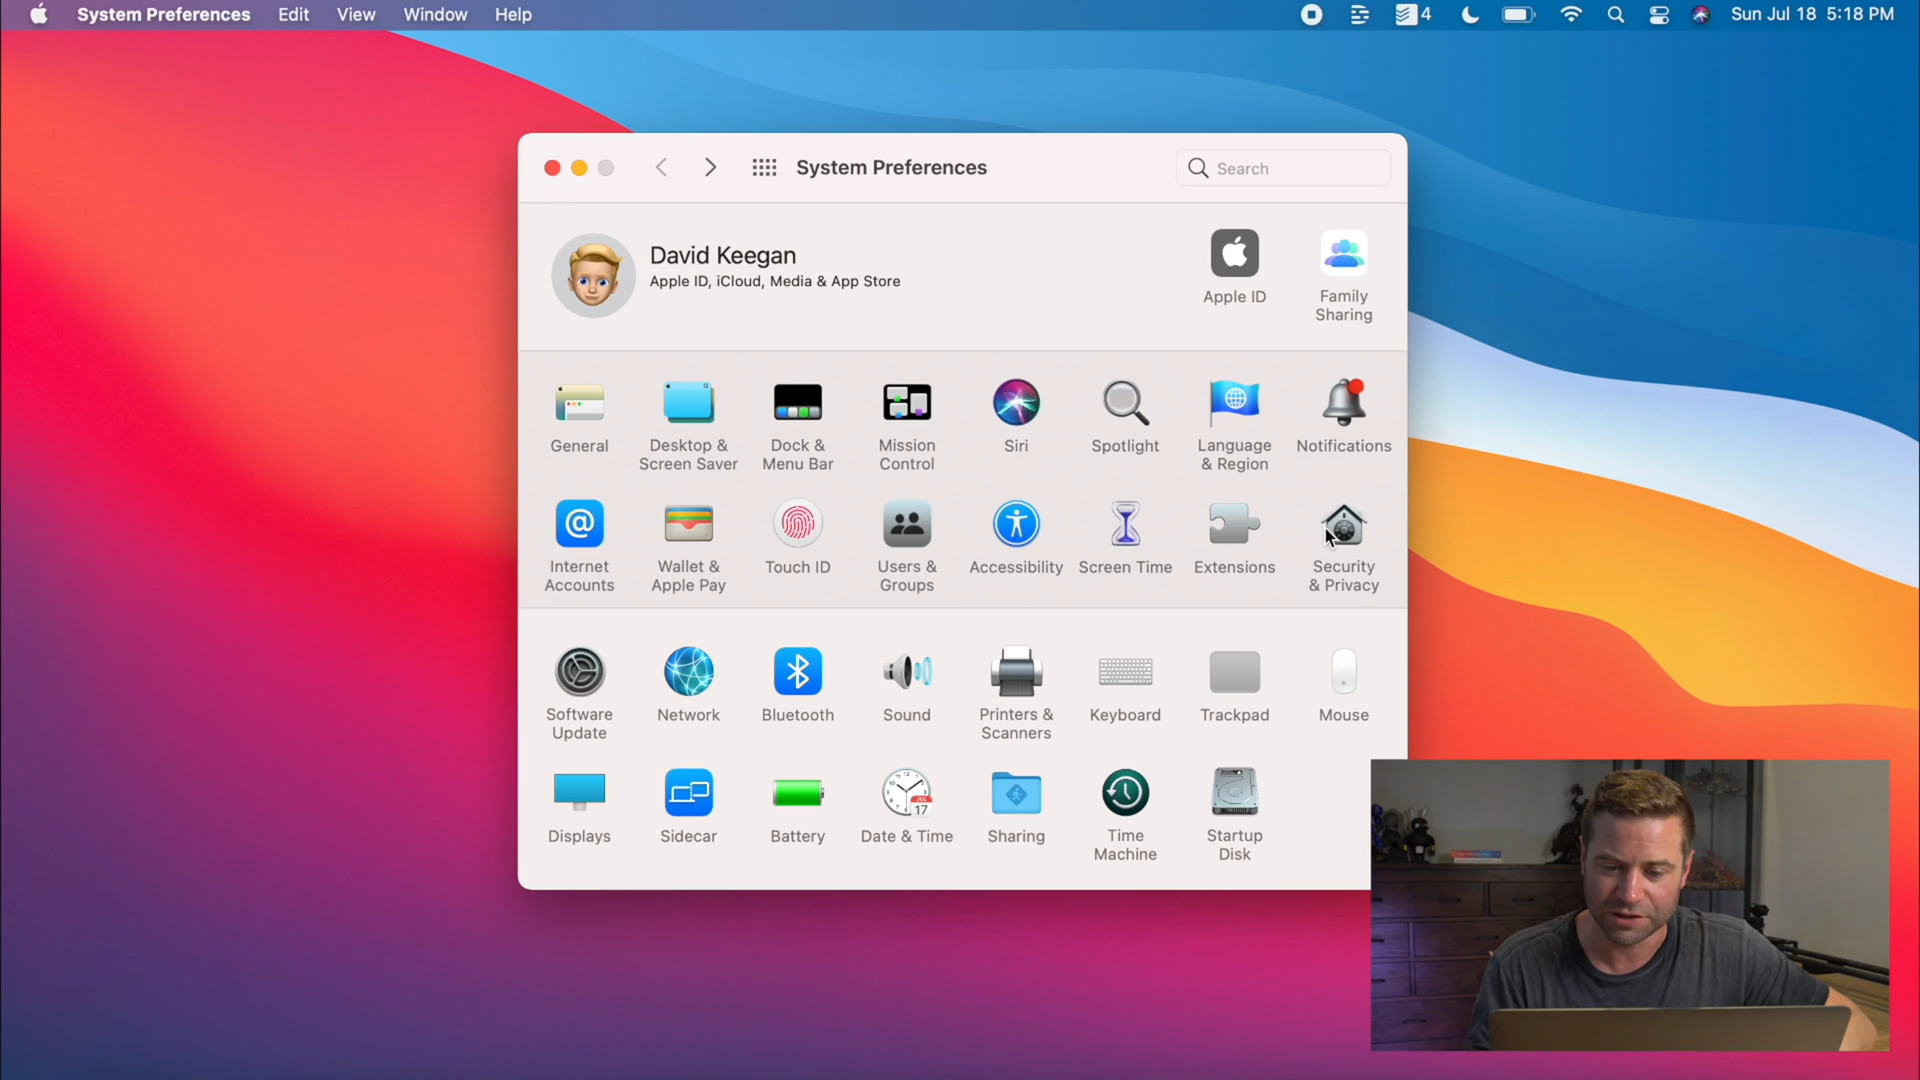 System Preferences Edit View Window Help 4 Sun Jul 18 5:18 PM
System Preferences
Search
David Keegan
Apple ID, iCloud, Media & App Store
Apple ID
Family
Sharing
General
Desktop &
Screen Saver
Dock &
Menu Bar
Mission
Control
Siri
Spotlight
Language
& Region
Notifications
Internet
Accounts
Wallet &
Apple Pay
Touch ID
Users &
Groups
Accessibility
Screen Time
Extensions
Security
& Privacy
Software
Update
Network
Bluetooth
Sound
Printers &
Scanners
Keyboard
Trackpad
Mouse
Displays
Sidecar
Battery
JUL
17
Date & Time
Sharing
Time
Machine
Startup
Disk